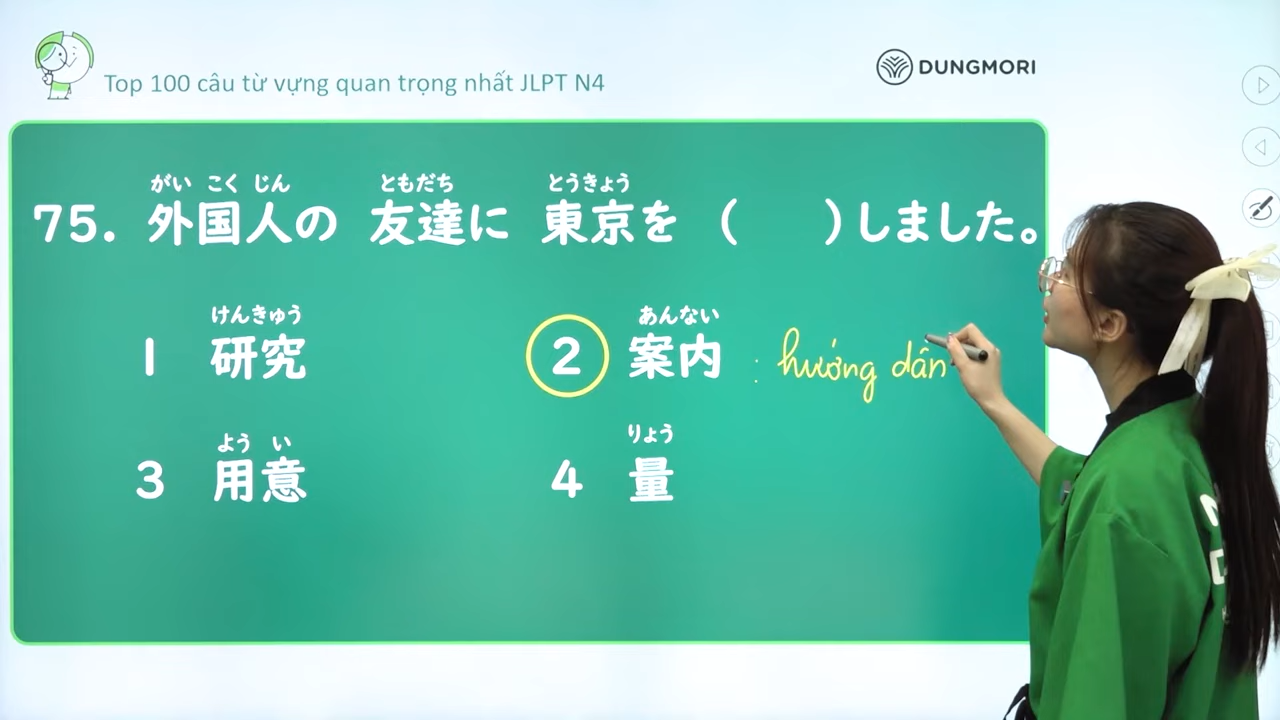 Top 100 câu từ vựng quan trọng nhất JLPT N4
DUNGMORI
がい こく じん ともだち とうきょう
75. 外国人の 友達に 東京を ( )しました。
けんきゅう あんない
1 研究 2 案内 : hướng dẫn
よう い りょう
3 用意 4 量